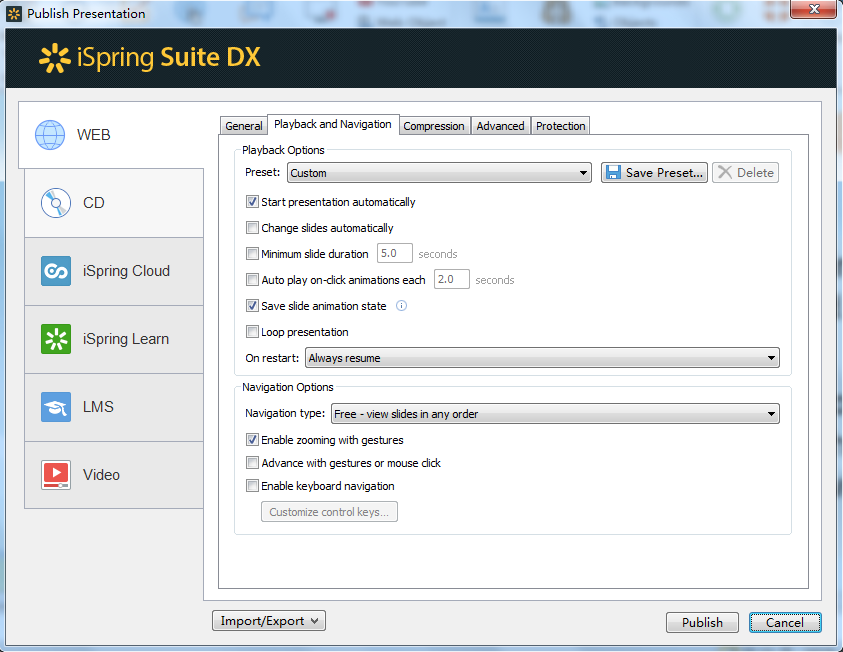 Publish Presentation
iSpring Suite DX
WEB
CD
iSpring Cloud
iSpring Learn
LMS
Video
General Playback and Navigation Compression Advanced Protection
Playback Options
Preset: Custom Save Preset... Delete
Start presentation automatically
Change slides automatically
Minimum slide duration 5.0 seconds
Auto play on-click animations each 2.0 seconds
Save slide animation state
Loop presentation
On restart: Always resume
Navigation Options
Navigation type: Free - view slides in any order
Enable zooming with gestures
Advance with gestures or mouse click
Enable keyboard navigation
Customize control keys...
Import/Export Publish Cancel